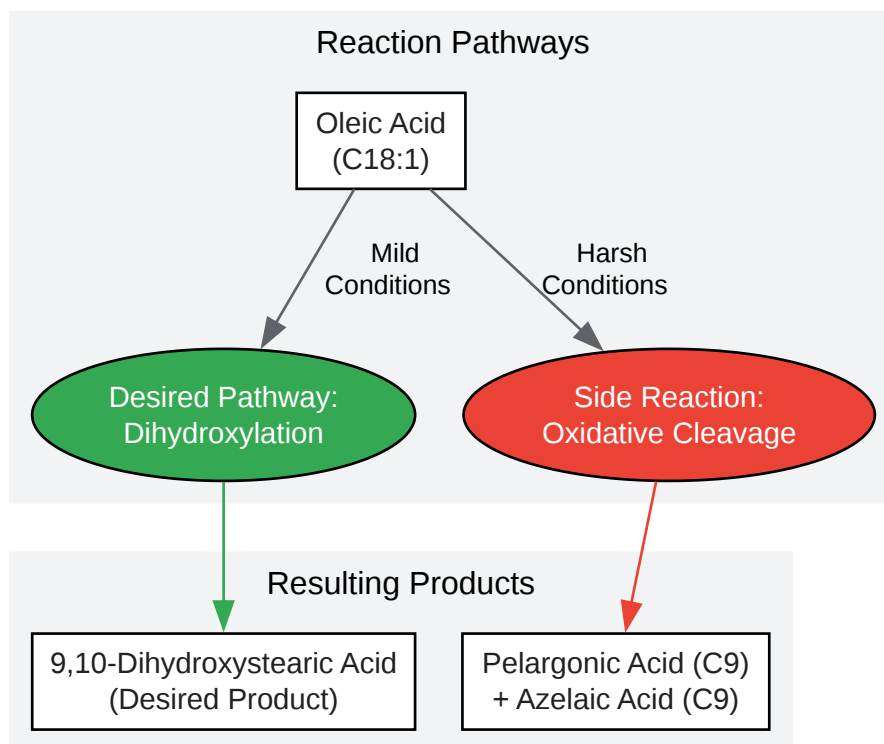 Reaction Pathways
Oleic Acid
(C18:1)
Mild
Conditions
Harsh
Conditions
Desired Pathway:
Dihydroxylation
Side Reaction:
Oxidative Cleavage
Resulting Products
9,10-Dihydroxystearic Acid
(Desired Product)
Pelargonic Acid (C9)
+ Azelaic Acid (C9)